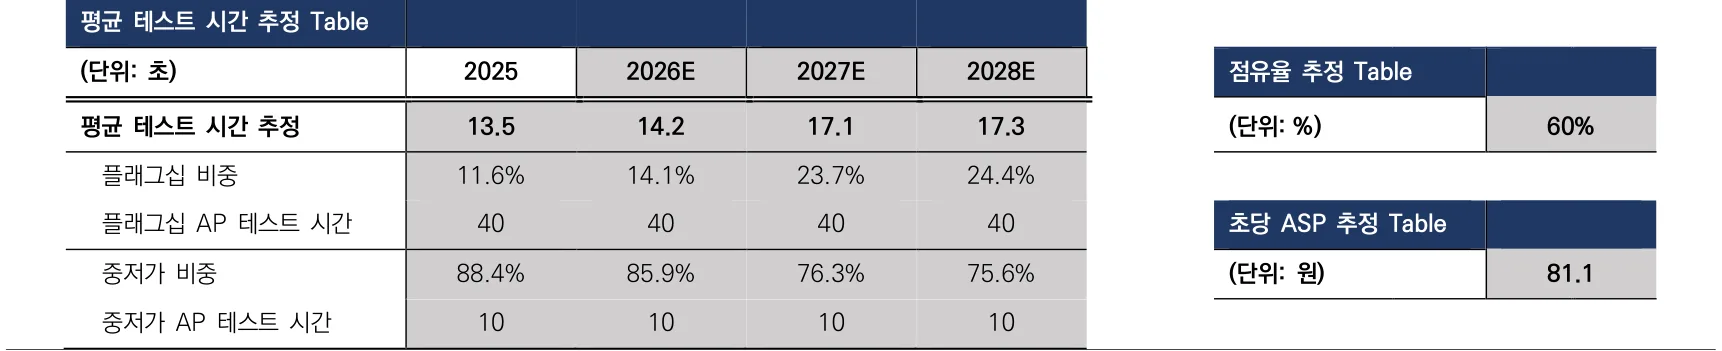 평균 테스트 시간 추정 Table
(단위: 초) 2025 2026E 2027E 2028E
평균 테스트 시간 추정 13.5 14.2 17.1 17.3
플래그십 비중 11.6% 14.1% 23.7% 24.4%
플래그십 AP 테스트 시간 40 40 40 40
중저가 비중 88.4% 85.9% 76.3% 75.6%
중저가 AP 테스트 시간 10 10 10 10
점유율 추정 Table
(단위: %) 60%
초당 ASP 추정 Table
(단위: 원) 81.1